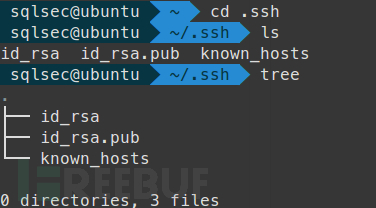 sqlsec@ubuntu ~ cd .ssh
sqlsec@ubuntu ~/.ssh ls
id_rsa id_rsa.pub known_hosts
sqlsec@ubuntu ~/.ssh tree
.
├── id_rsa
├── id_rsa.pub
└── known_hosts
FREEBUF
0 directories, 3 files